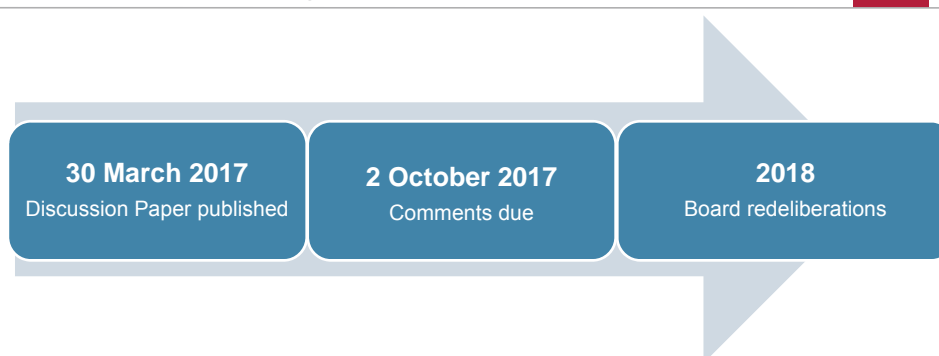 30 March 2017
Discussion Paper published
2 October 2017
Comments due
2018
Board redeliberations